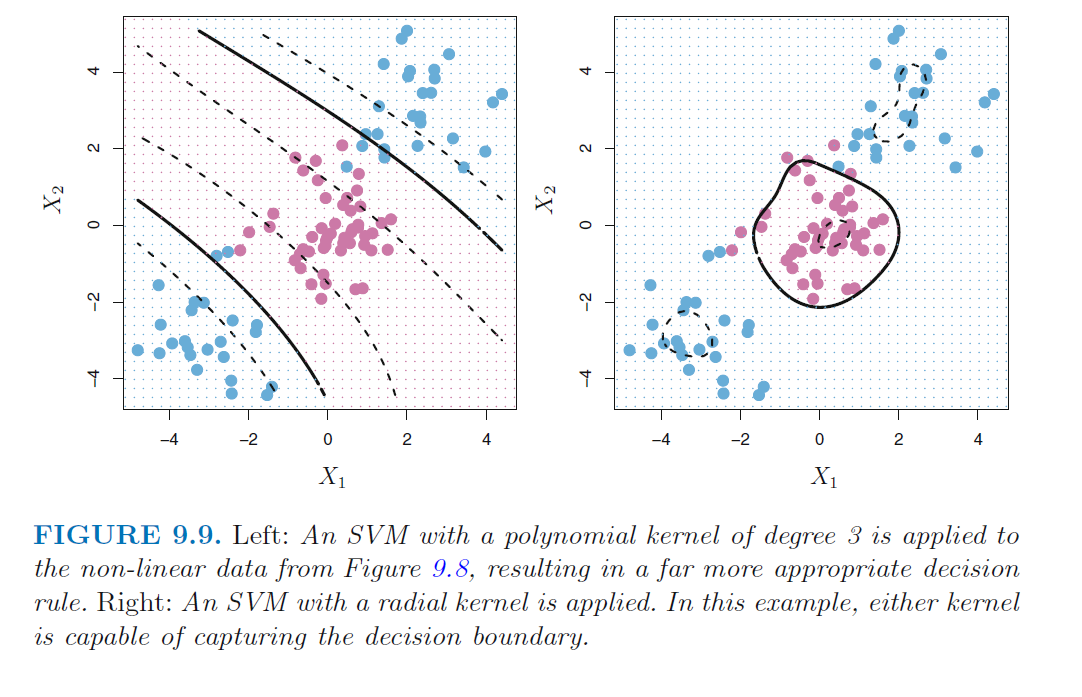 4
2
0
−2
−4
X2
−4 −2 0 2 4
X1
4
2
0
−2
−4
X2
−4 −2 0 2 4
X1
FIGURE 9.9. Left: An SVM with a polynomial kernel of degree 3 is applied to
the non-linear data from Figure 9.8, resulting in a far more appropriate decision
rule. Right: An SVM with a radial kernel is applied. In this example, either kernel
is capable of capturing the decision boundary.